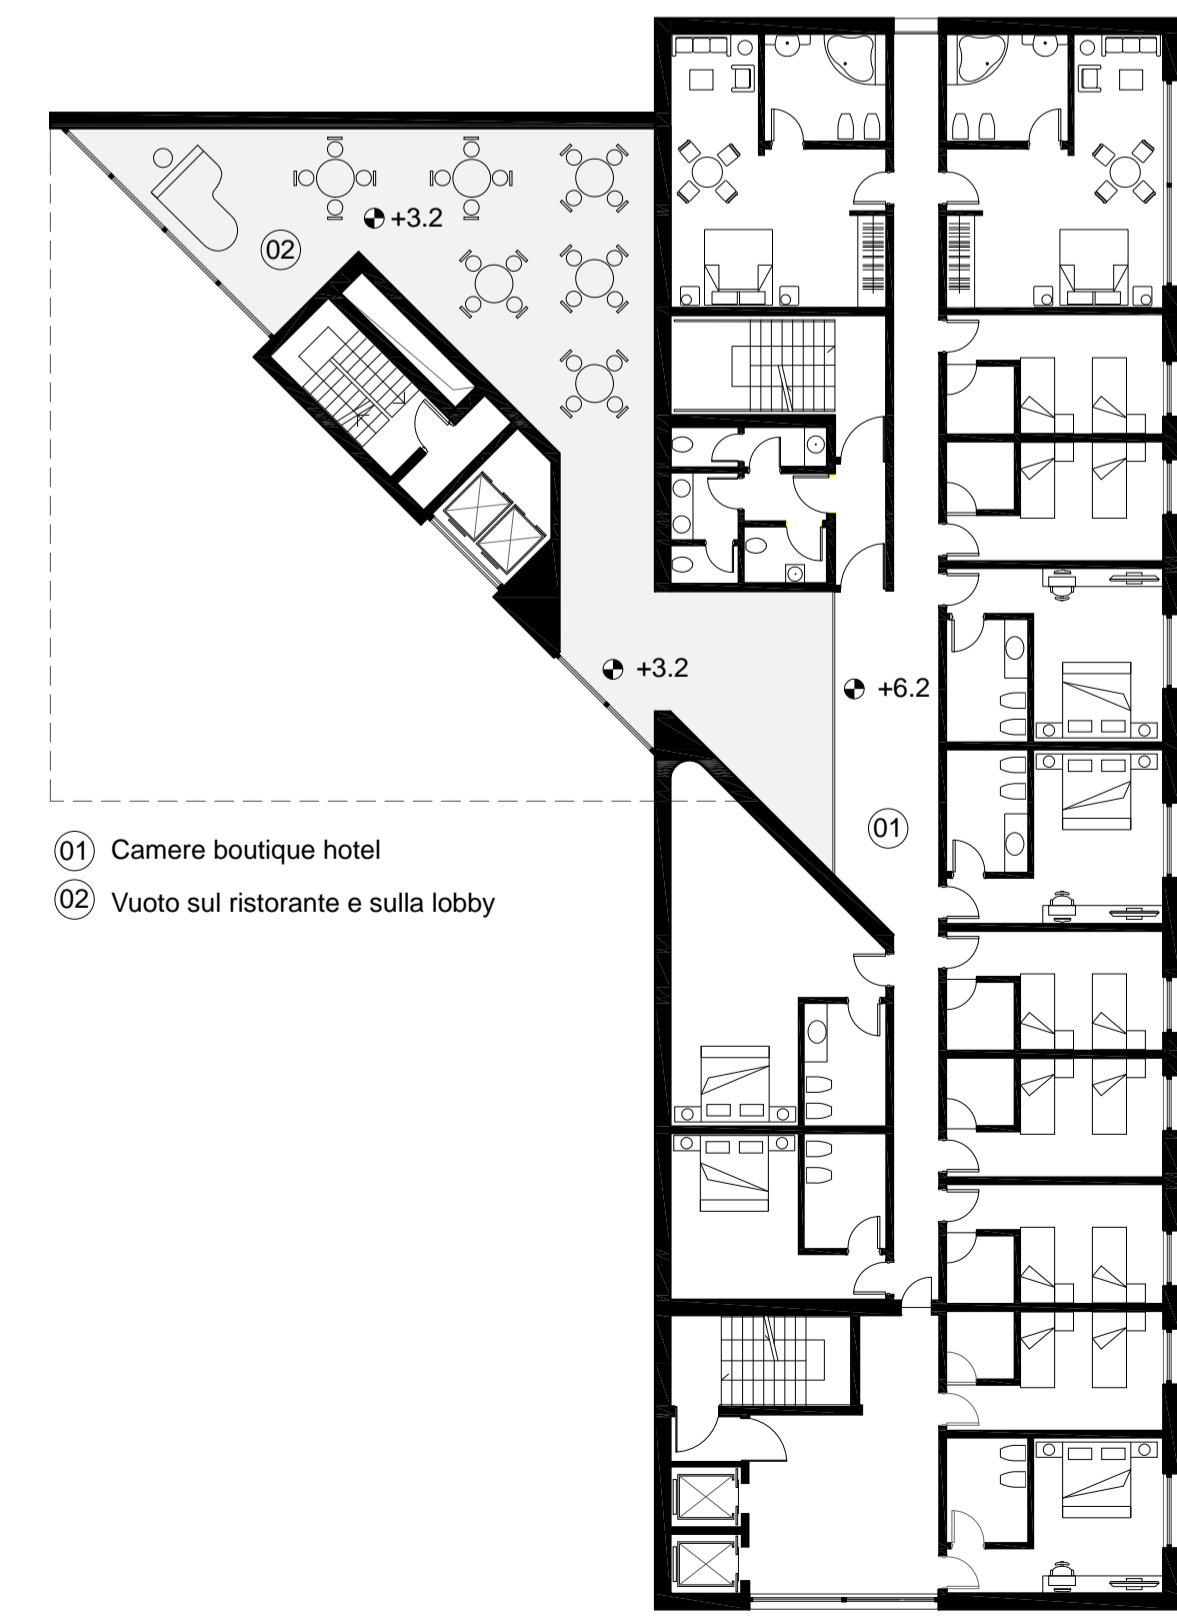 +3.2
02
+3.2
+6.2
01
01 Camere boutique hotel
02 Vuoto sul ristorante e sulla lobby